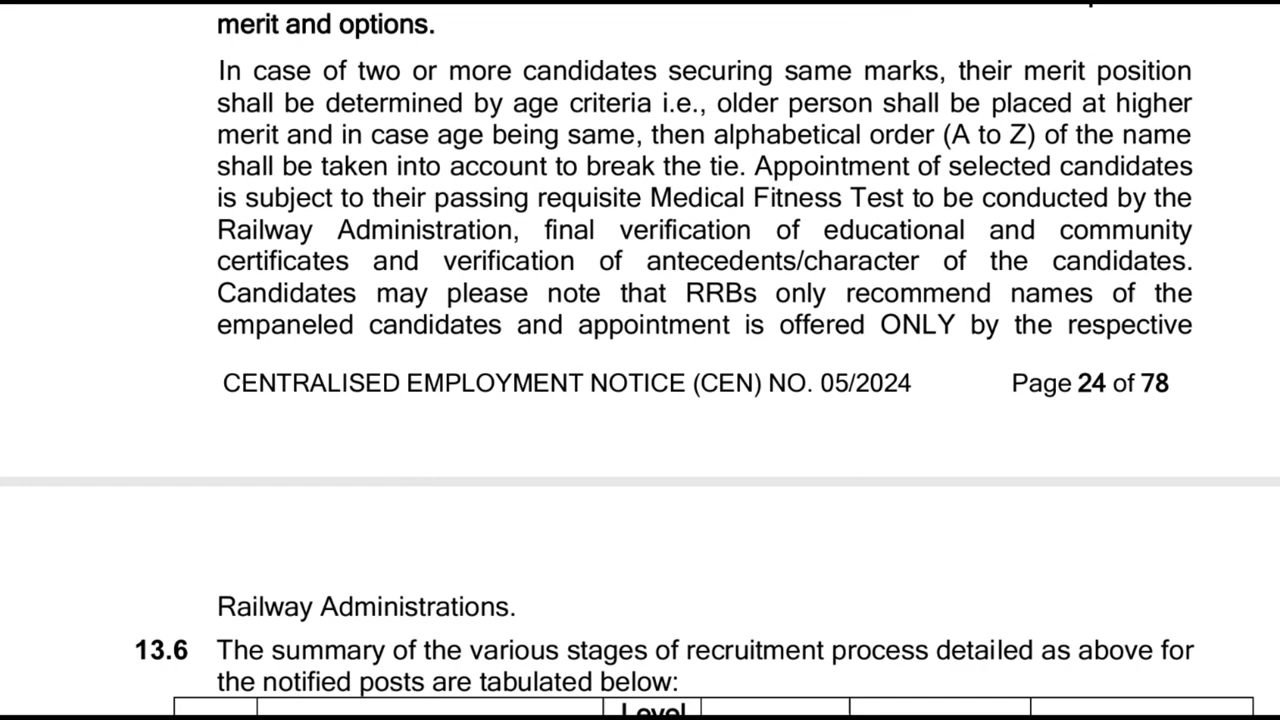 merit and options.
In case of two or more candidates securing same marks, their merit position
shall be determined by age criteria i.e., older person shall be placed at higher
merit and in case age being same, then alphabetical order (A to Z) of the name
shall be taken into account to break the tie. Appointment of selected candidates
is subject to their passing requisite Medical Fitness Test to be conducted by the
Railway Administration, final verification of educational and community
certificates and verification of antecedents/character of the candidates.
Candidates may please note that RRBs only recommend names of the
empaneled candidates and appointment is offered ONLY by the respective
CENTRALISED EMPLOYMENT NOTICE (CEN) NO. 05/2024 Page 24 of 78
Railway Administrations.
13.6 The summary of the various stages of recruitment process detailed as above for
the notified posts are tabulated below:
Level